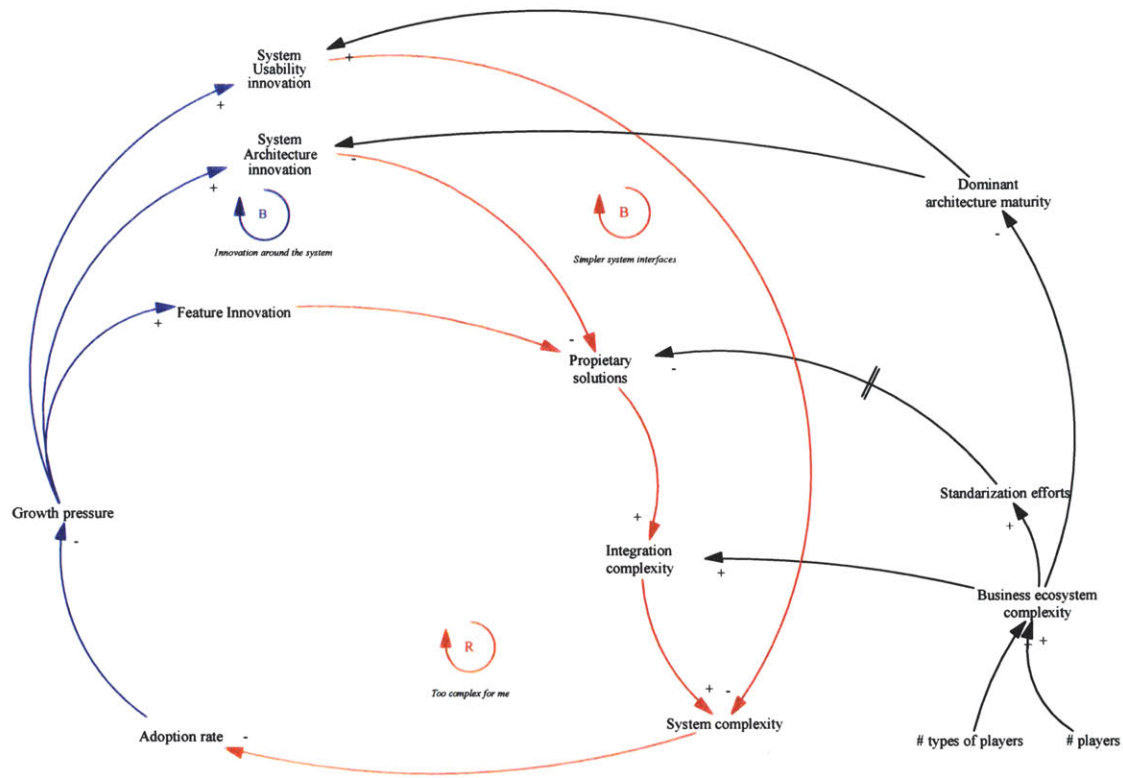 System
Usability
innovation
+
+
System
Architecture
innovation
-
+
B
Innovation around the system
B
Simpler system interfaces
Dominant
architecture maturity
-
Feature Innovation
+
-
Propietary
solutions
-
Growth pressure
-
Standarization efforts
+
+
Integration
complexity
+
Business ecosystem
complexity
+ +
R
Too complex for me
+ -
System complexity
Adoption rate
-
# types of players
# players